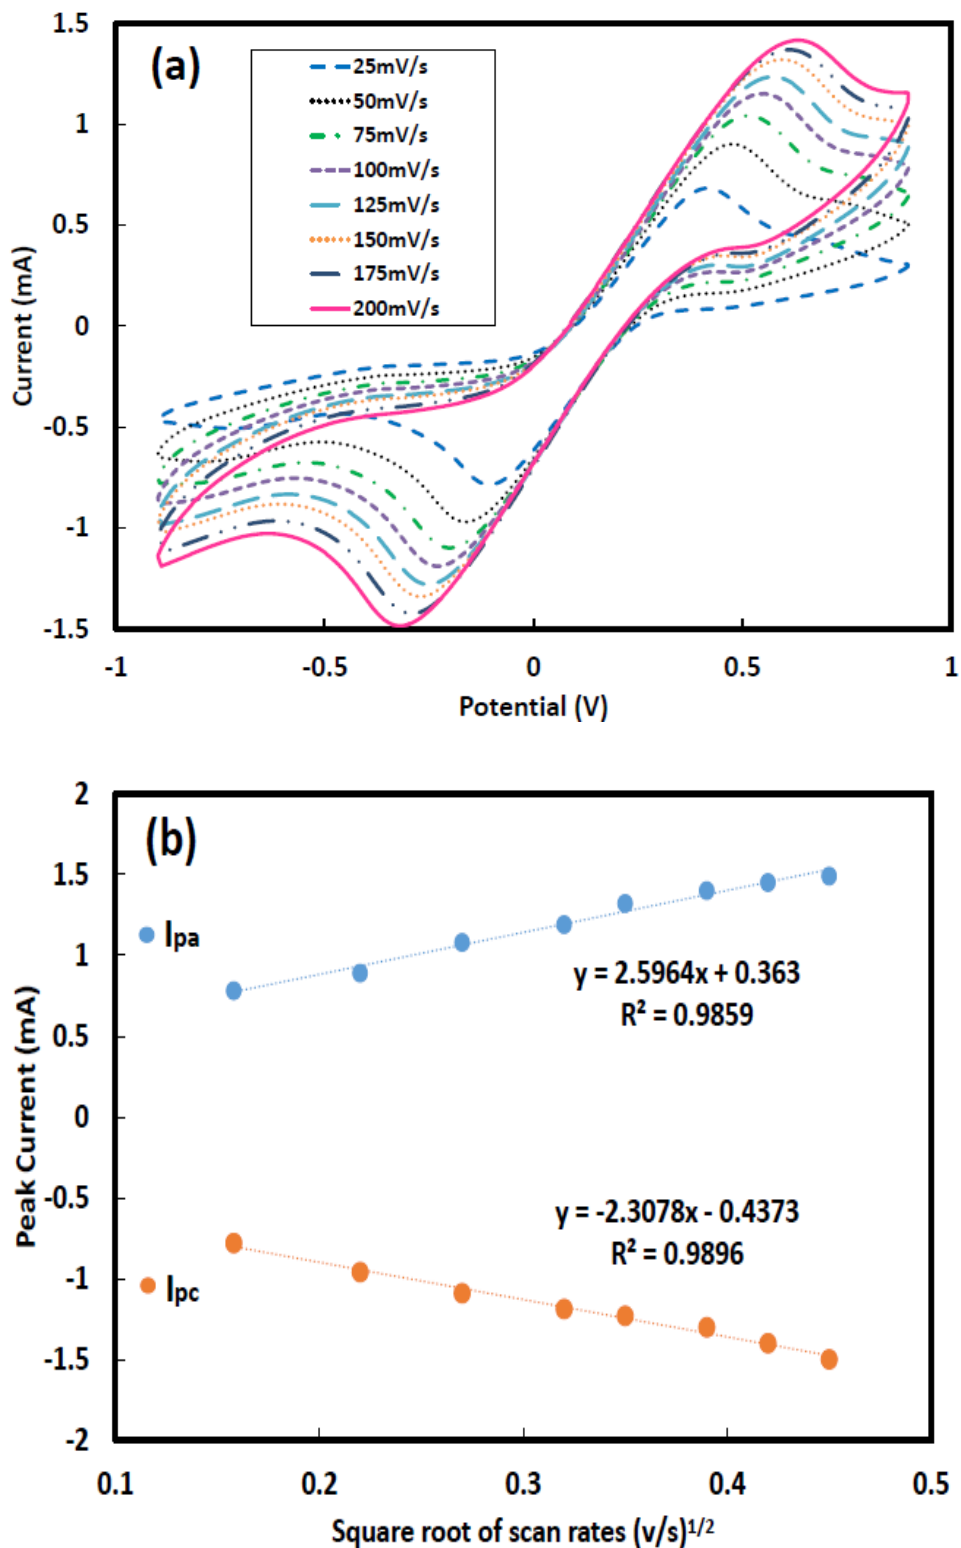 (a)
25mV/s
50mV/s
75mV/s
100mV/s
125mV/s
150mV/s
175mV/s
200mV/s
1.5
1
0.5
0
-0.5
-1
-1.5
Current (mA)
-1 -0.5 0 0.5 1
Potential (V)
(b)
2
1.5
1
0.5
0
-0.5
-1
-1.5
-2
Peak Current (mA)
Ipa
y = 2.5964x + 0.363
R² = 0.9859
y = -2.3078x - 0.4373
R² = 0.9896
Ipc
0.1 0.2 0.3 0.4 0.5
Square root of scan rates (v/s)1/2